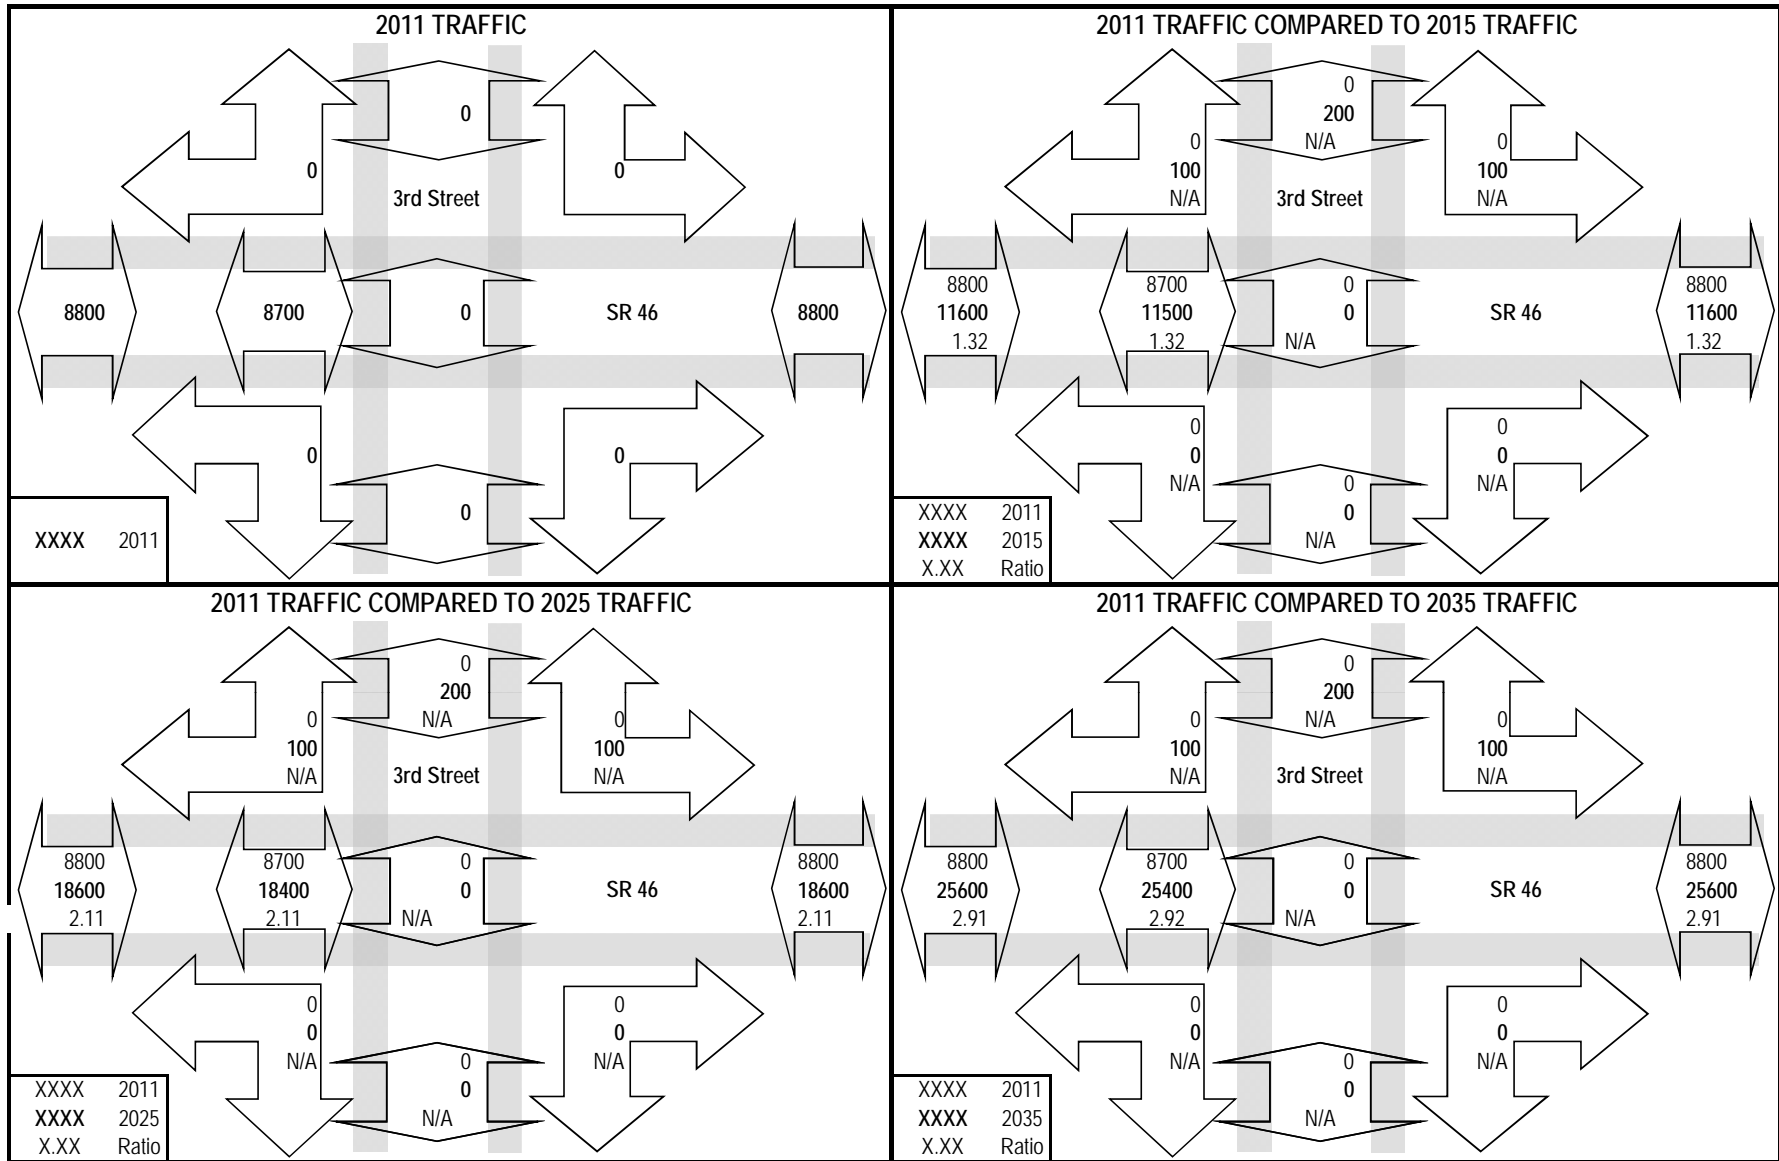 2011 TRAFFIC
0
0
0
3rd Street
8800
8700
0
SR 46
8800
0
0
0
XXXX 2011
2011 TRAFFIC COMPARED TO 2015 TRAFFIC
0
200
N/A
0
100
N/A
0
100
N/A
3rd Street
8800
11600
1.32
8700
11500
1.32
0
0
N/A
SR 46
8800
11600
1.32
0
0
N/A
0
0
N/A
0
0
N/A
XXXX 2011
XXXX 2015
X.XX Ratio
2011 TRAFFIC COMPARED TO 2025 TRAFFIC
0
200
N/A
0
100
N/A
0
100
N/A
3rd Street
8800
18600
2.11
8700
18400
2.11
0
0
N/A
SR 46
8800
18600
2.11
0
0
N/A
0
0
N/A
0
0
N/A
XXXX 2011
XXXX 2025
X.XX Ratio
2011 TRAFFIC COMPARED TO 2035 TRAFFIC
0
200
N/A
0
100
N/A
0
100
N/A
3rd Street
8800
25600
2.91
8700
25400
2.92
0
0
N/A
SR 46
8800
25600
2.91
0
0
N/A
0
0
N/A
0
0
N/A
XXXX 2011
XXXX 2035
X.XX Ratio